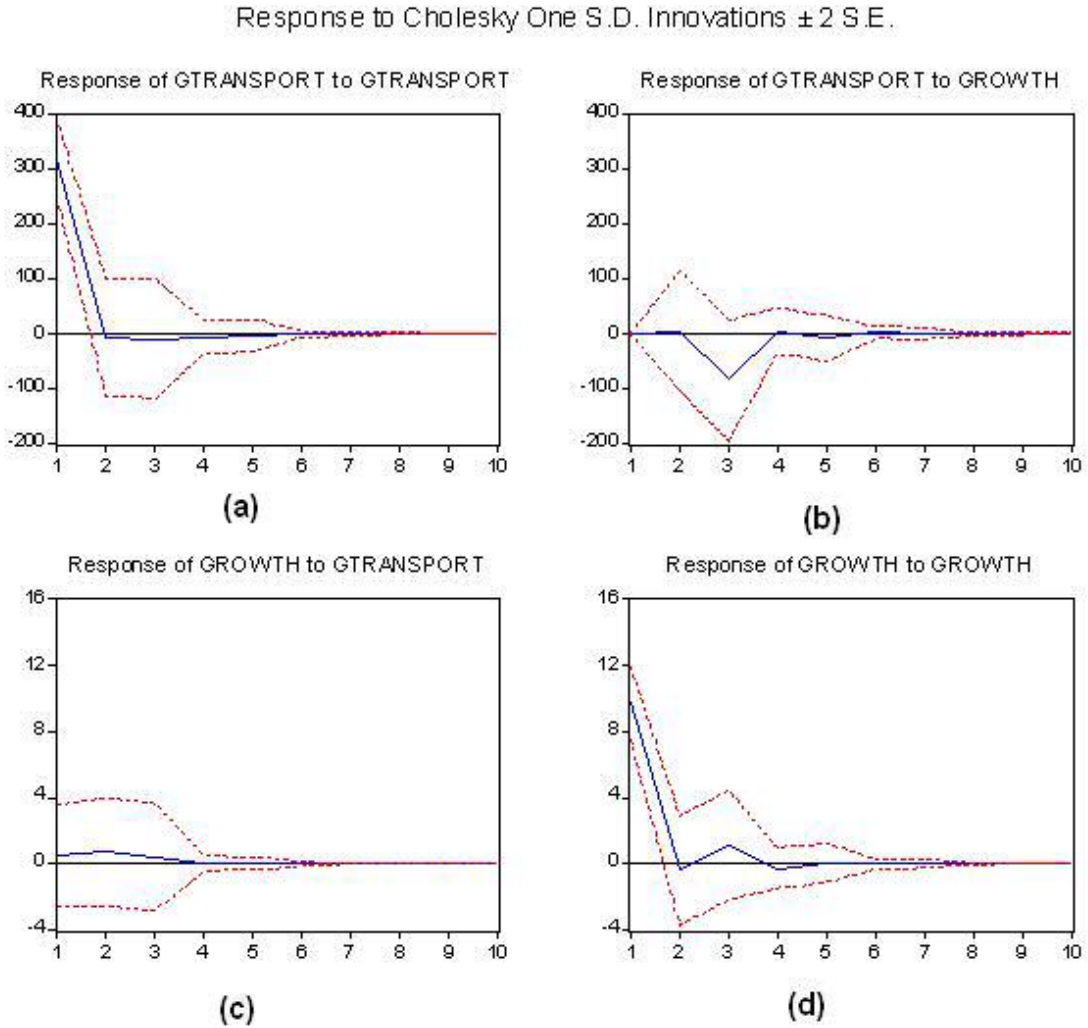 Response to Cholesky One S.D. Innovations ± 2 S.E.
Response of GTRANSPORT to GTRANSPORT
400
300
200
100
0
-100
-200
1 2 3 4 5 6 7 8 9 10
(a)
Response of GTRANSPORT to GROWTH
400
300
200
100
0
-100
-200
1 2 3 4 5 6 7 8 9 10
(b)
Response of GROWTH to GTRANSPORT
16
12
8
4
0
-4
1 2 3 4 5 6 7 8 9 10
(c)
Response of GROWTH to GROWTH
16
12
8
4
0
-4
1 2 3 4 5 6 7 8 9 10
(d)